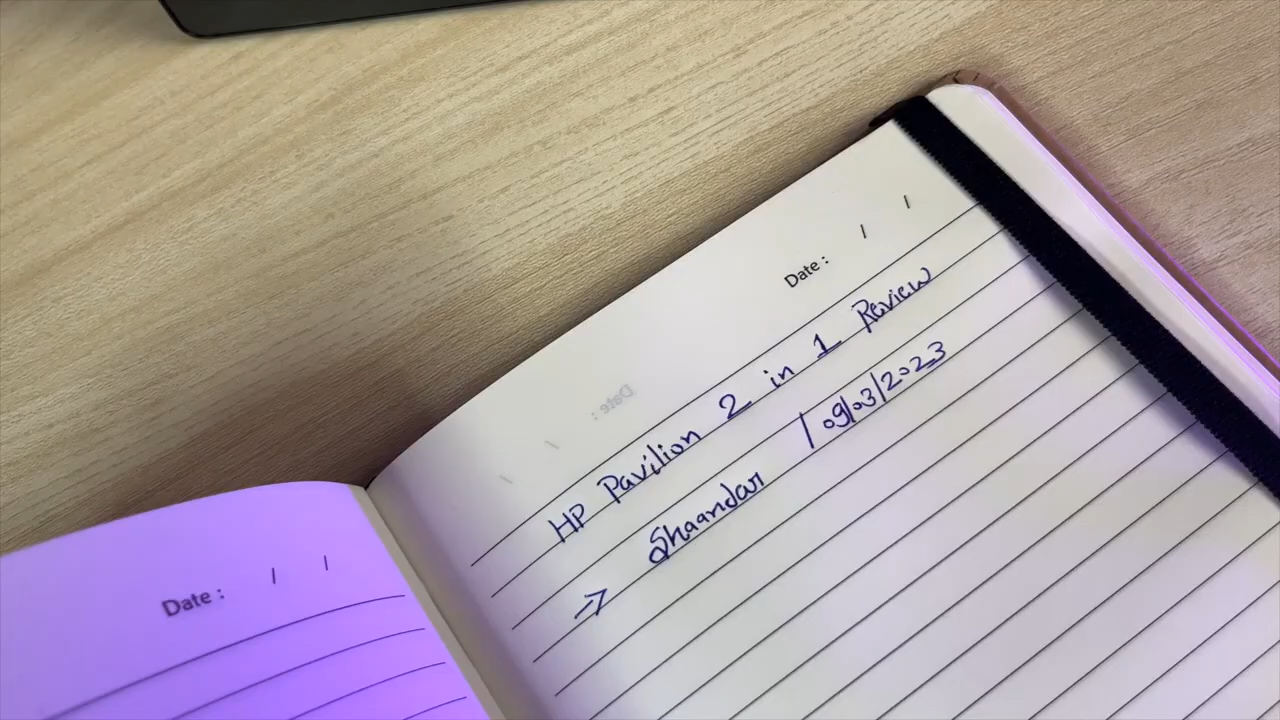 Date : / /
Date : / /
HP Pavilion 2 in 1 Review
→ Shaandar / 09/03/2023